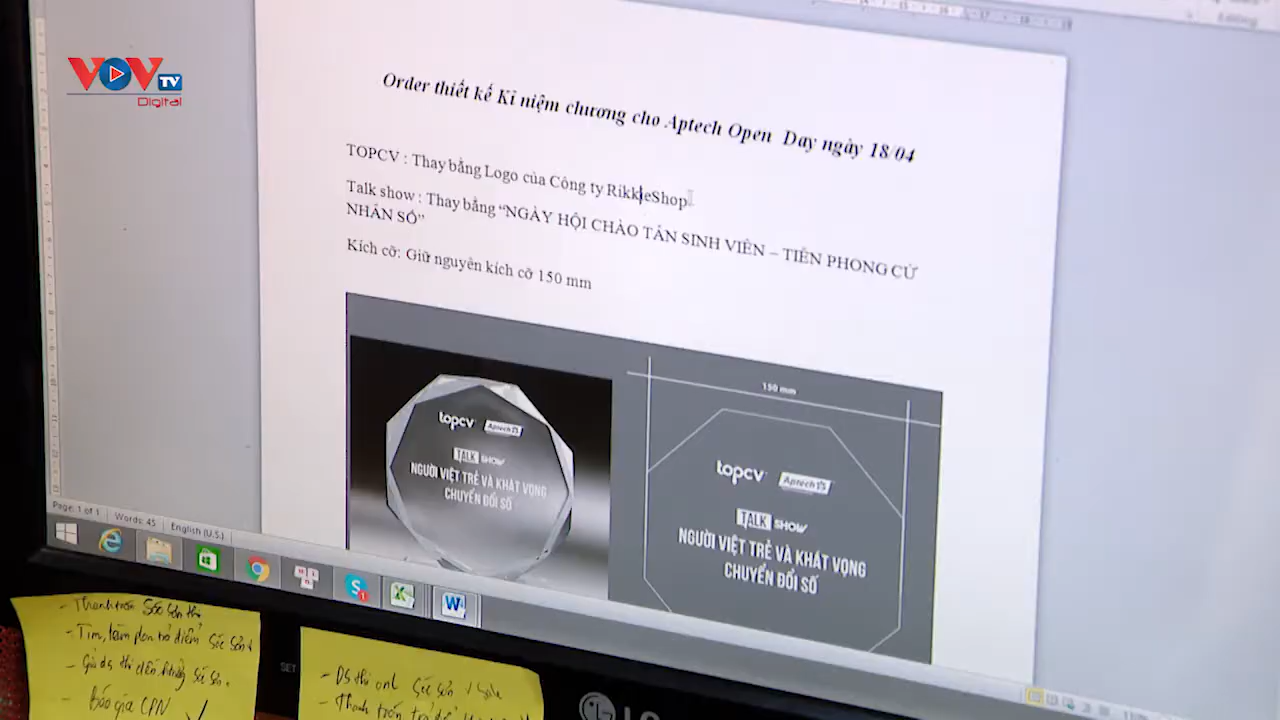 VOV TV
Digital
Order thiết kế Kỉ niệm chương cho Aptech Open Day ngày 18/04
TOPCV : Thay bằng Logo của Công ty RikkeiShop
Talk show : Thay bằng “NGÀY HỘI CHÀO TÂN SINH VIÊN – TIÊN PHONG CỬ
NHÂN SỐ”
Kích cỡ: Giữ nguyên kích cỡ 150 mm
topcv Aptech
TALK SHOW
NGƯỜI VIỆT TRẺ VÀ KHÁT VỌNG
CHUYỂN ĐỔI SỐ
150 mm
topcv Aptech
TALK SHOW
NGƯỜI VIỆT TRẺ VÀ KHÁT VỌNG
CHUYỂN ĐỔI SỐ
Page: 1 of 1 Words: 45 English (U.S.)
SET
LG
- Báo giá CPN